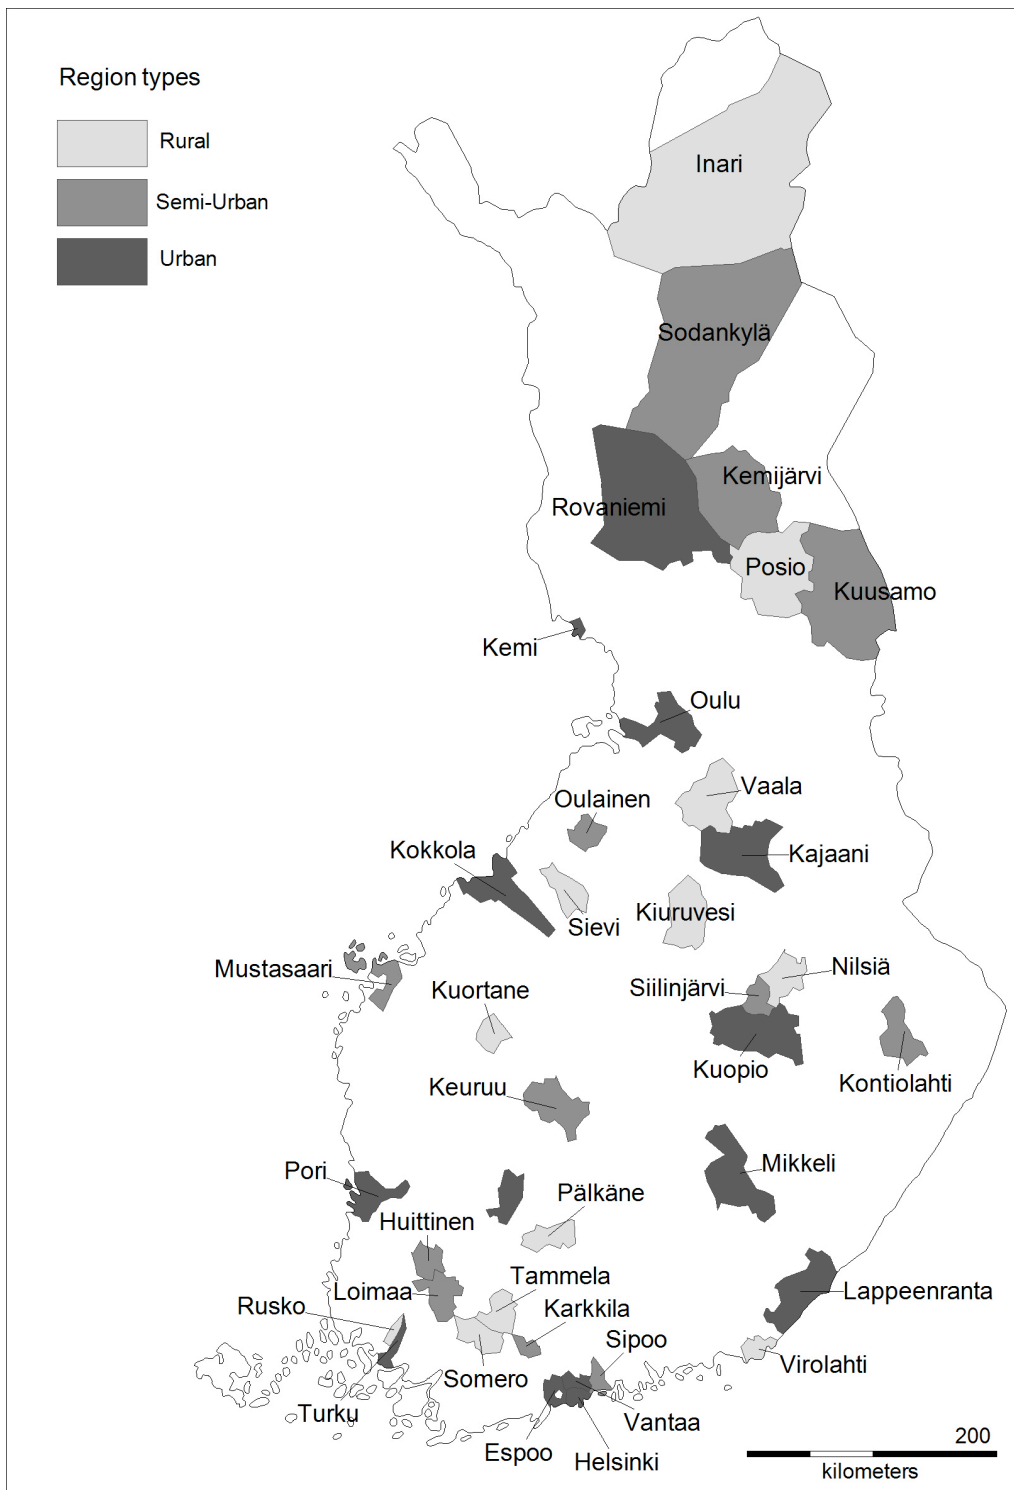 Region types
Rural
Semi-Urban
Urban
Inari
Sodankylä
Kemijärvi
Rovaniemi
Posio
Kuusamo
Kemi
Oulu
Vaala
Oulainen
Kokkola
Kajaani
Kiuruvesi
Sievi
Nilsiä
Mustasaari
Siilinjärvi
Kuortane
Kuopio
Kontiolahti
Keuruu
Mikkeli
Pori
Pälkäne
Huittinen
Tammela
Loimaa
Lappeenranta
Rusko
Karkkila
Sipoo
Virolahti
Somero
Turku
Vantaa
Espoo
Helsinki
200
kilometers